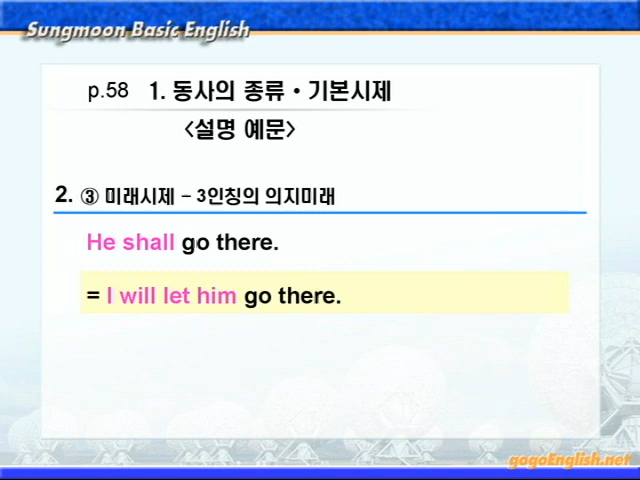 Sungmoon Basic English
p.58 1. 동사의 종류 • 기본시제
<설명 예문>
2. ③ 미래시제 - 3인칭의 의지미래
He shall go there.
= I will let him go there.
gogoEnglish.net